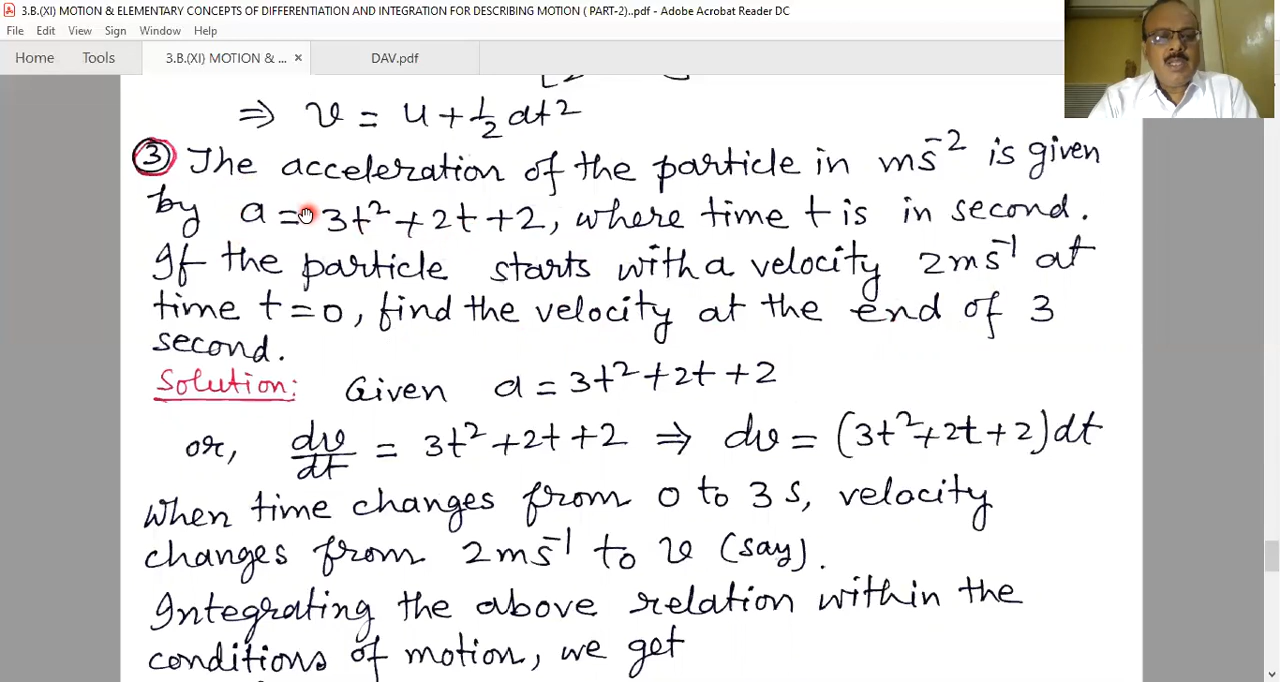 3.B.(XI) MOTION & ELEMENTARY CONCEPTS OF DIFFERENTIATION AND INTEGRATION FOR DESCRIBING MOTION ( PART-2)..pdf - Adobe Acrobat Reader DC
File Edit View Sign Window Help
Home Tools 3.B.(XI) MOTION & ... × DAV.pdf
⇒ v = u + 1/2 αt²
③ The acceleration of the particle in ms⁻² is given
by a = 3t² + 2t + 2, where time t is in second.
If the particle starts with a velocity 2ms⁻¹ at
time t = 0, find the velocity at the end of 3
second.
Solution: Given a = 3t² + 2t + 2
or, dv/dt = 3t² + 2t + 2 ⇒ dv = (3t² + 2t + 2)dt
When time changes from 0 to 3 s, velocity
changes from 2ms⁻¹ to v (say).
Integrating the above relation within the
conditions of motion, we get